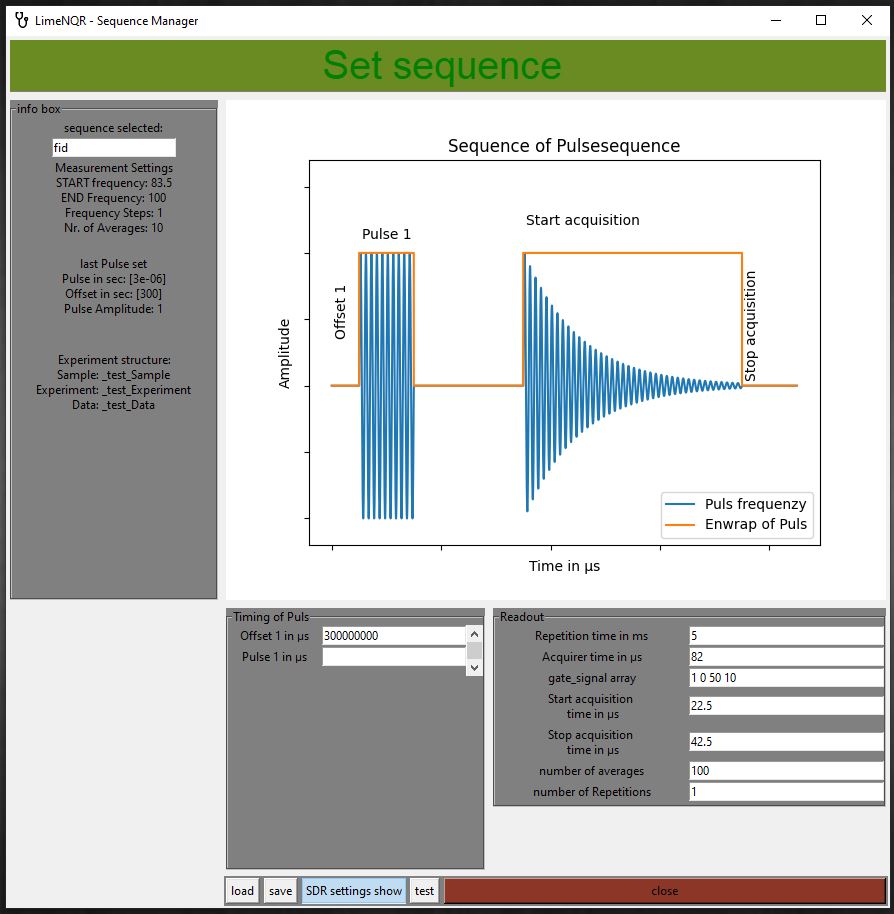 LimeNQR - Sequence Manager
Set sequence
info box
sequence selected:
fid
Measurement Settings
START frequency: 83.5
END Frequency: 100
Frequency Steps: 1
Nr. of Averages: 10
last Pulse set
Pulse in sec: [3e-06]
Offset in sec: [300]
Pulse Amplitude: 1
Experiment structure:
Sample: _test_Sample
Experiment: _test_Experiment
Data: _test_Data
Sequence of Pulsesequence
Start acquisition
Pulse 1
Offset 1
Stop acquisition
Amplitude
Puls frequenzy
Enwrap of Puls
Time in µs
Timing of Puls
Offset 1 in µs 300000000
Pulse 1 in µs
Readout
Repetition time in ms 5
Acquirer time in µs 82
gate_signal array 1 0 50 10
Start acquisition
time in µs 22.5
Stop acquisition
time in µs 42.5
number of averages 100
number of Repetitions 1
load save SDR settings show test close